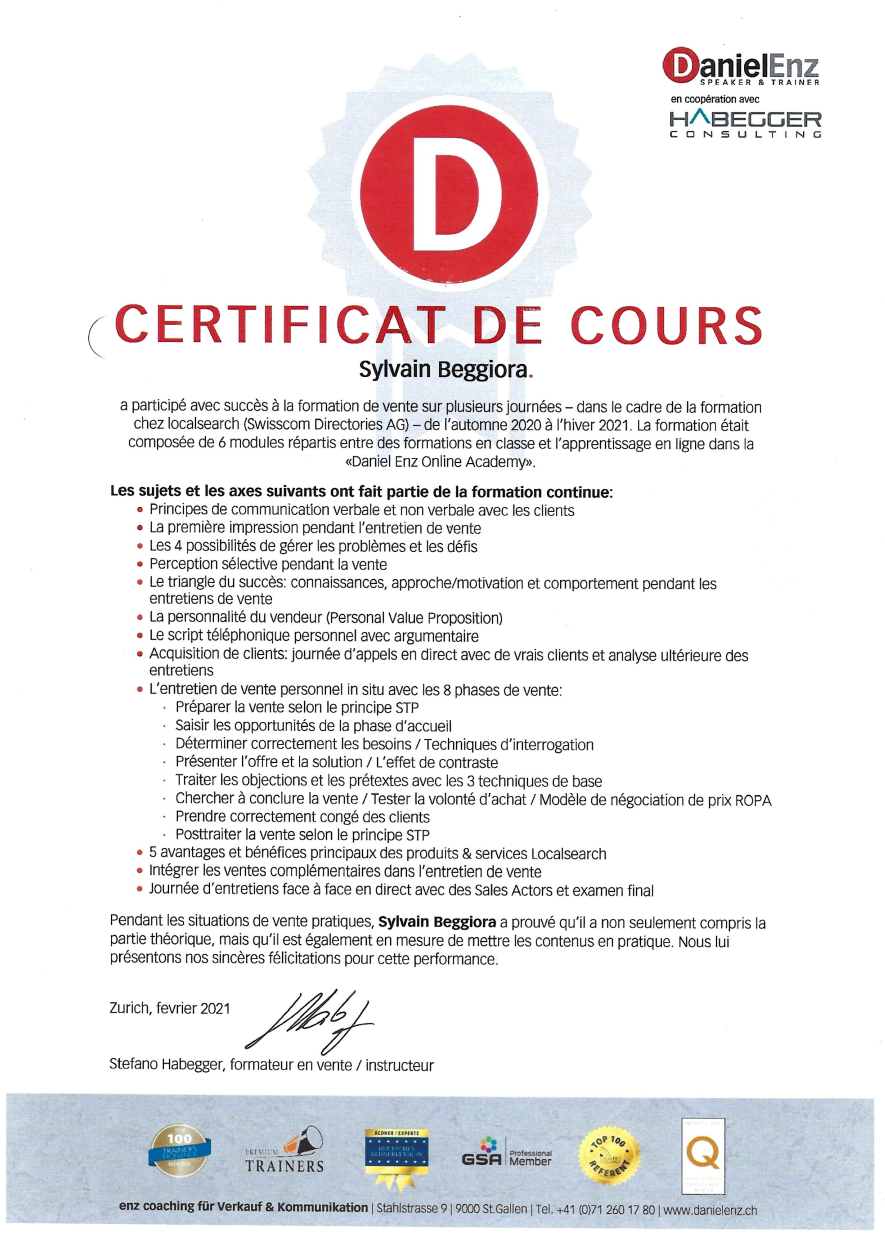 DanielEnz
SPEAKER & TRAINER
en coopération avec
HABEGGER
CONSULTING
D
CERTIFICAT DE COURS
Sylvain Beggiora.
a participé avec succès à la formation de vente sur plusieurs journées – dans le cadre de la formation
chez localsearch (Swisscom Directories AG) – de l'automne 2020 à l'hiver 2021. La formation était
composée de 6 modules répartis entre des formations en classe et l'apprentissage en ligne dans la
«Daniel Enz Online Academy».
Les sujets et les axes suivants ont fait partie de la formation continue:
• Principes de communication verbale et non verbale avec les clients
• La première impression pendant l'entretien de vente
• Les 4 possibilités de gérer les problèmes et les défis
• Perception sélective pendant la vente
• Le triangle du succès: connaissances, approche/motivation et comportement pendant les
entretiens de vente
• La personnalité du vendeur (Personal Value Proposition)
• Le script téléphonique personnel avec argumentaire
• Acquisition de clients: journée d'appels en direct avec de vrais clients et analyse ultérieure des
entretiens
• L'entretien de vente personnel in situ avec les 8 phases de vente:
· Préparer la vente selon le principe STP
· Saisir les opportunités de la phase d'accueil
· Déterminer correctement les besoins / Techniques d'interrogation
· Présenter l'offre et la solution / L'effet de contraste
· Traiter les objections et les prétextes avec les 3 techniques de base
· Chercher à conclure la vente / Tester la volonté d'achat / Modèle de négociation de prix ROPA
· Prendre correctement congé des clients
· Posttraiter la vente selon le principe STP
• 5 avantages et bénéfices principaux des produits & services Localsearch
• Intégrer les ventes complémentaires dans l'entretien de vente
• Journée d'entretiens face à face en direct avec des Sales Actors et examen final
Pendant les situations de vente pratiques, Sylvain Beggiora a prouvé qu'il a non seulement compris la
partie théorique, mais qu'il est également en mesure de mettre les contenus en pratique. Nous lui
présentons nos sincères félicitations pour cette performance.
Zurich, fevrier 2021
Stefano Habegger, formateur en vente / instructeur
100
TRAINERS
EXCELLENCE
MEMBER
PREMIUM
TRAINERS
REDNER / EXPERTE
DEUTSCHES
REDNERLEXIKON
GSA
Professional
Member
TOP 100
REFERENT
Q
enz coaching für Verkauf & Kommunikation | Stahlstrasse 9 | 9000 St.Gallen | Tel. +41 (0)71 260 17 80 | www.danielenz.ch